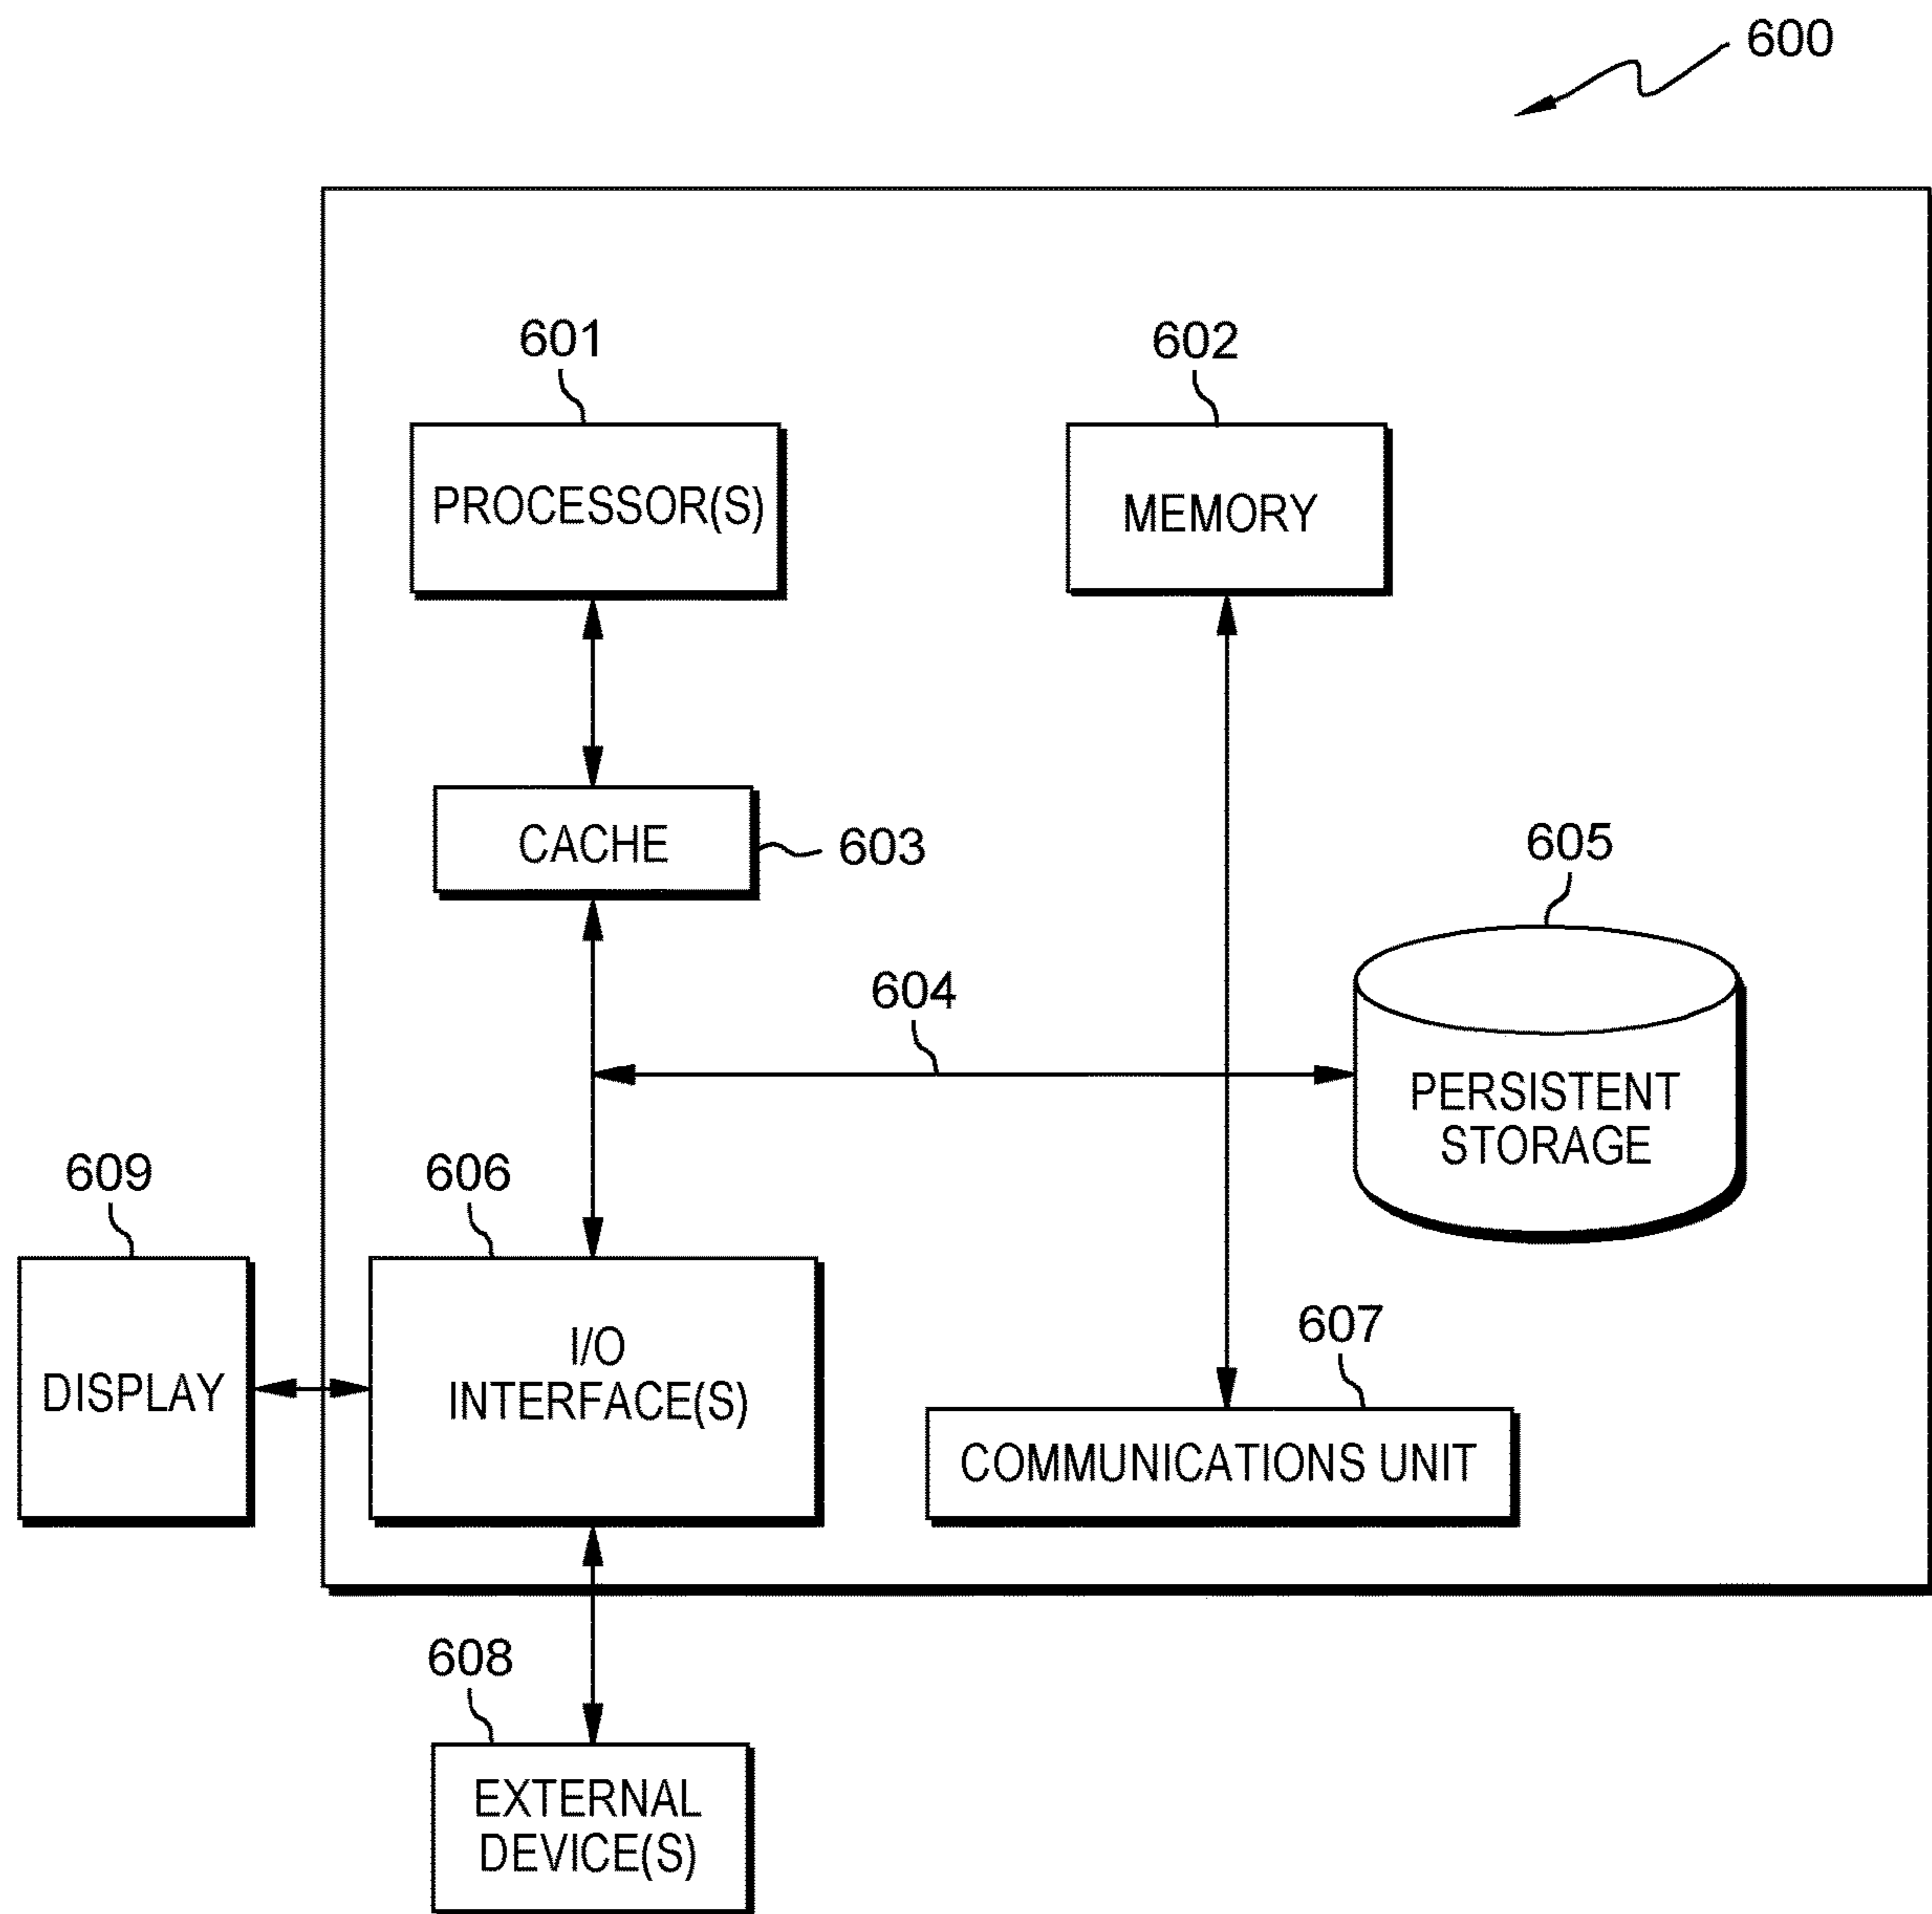 600
601
602
PROCESSOR(S)
MEMORY
CACHE
603
605
604
PERSISTENT
STORAGE
609
606
607
I/O
INTERFACE(S)
DISPLAY
COMMUNICATIONS UNIT
608
EXTERNAL
DEVICE(S)